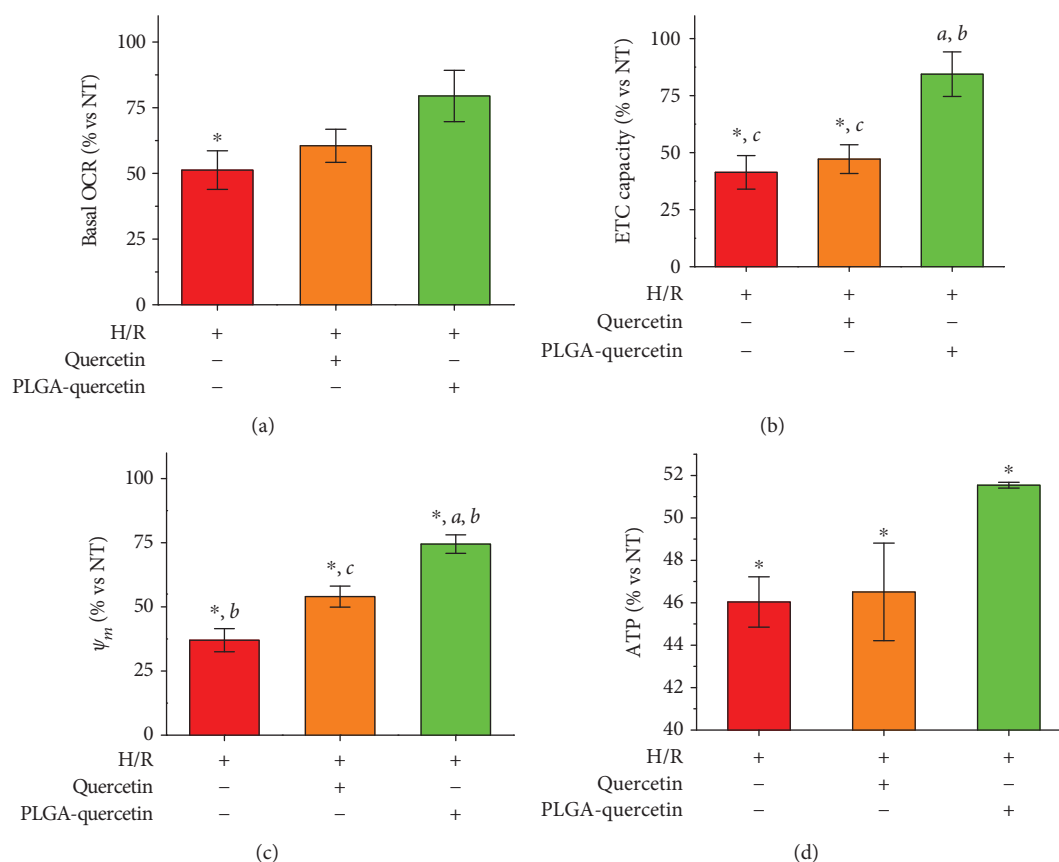 Basal OCR (% vs NT)
100
75
50
25
0
*
H/R + + +
Quercetin – + –
PLGA-quercetin – – +
(a)
ETC capacity (% vs NT)
100
75
50
25
0
*, c
*, c
a, b
H/R + + +
Quercetin – + –
PLGA-quercetin – – +
(b)
ψm (% vs NT)
100
75
50
25
0
*, b
*, c
*, a, b
H/R + + +
Quercetin – + –
PLGA-quercetin – – +
(c)
ATP (% vs NT)
52
50
48
46
44
42
40
*
*
*
H/R + + +
Quercetin – + –
PLGA-quercetin – – +
(d)